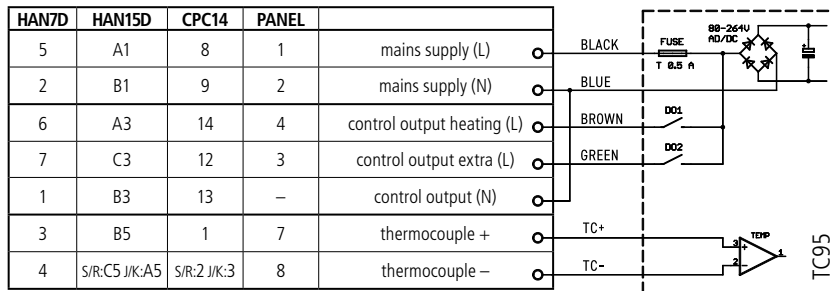 HAN7D HAN15D CPC14 PANEL
5 A1 8 1 mains supply (L) BLACK
2 B1 9 2 mains supply (N) BLUE
6 A3 14 4 control output heating (L) BROWN
7 C3 12 3 control output extra (L) GREEN
1 B3 13 – control output (N)
3 B5 1 7 thermocouple + TC+
4 S/R:C5 J/K:A5 S/R:2 J/K:3 8 thermocouple – TC-
FUSE
T 0.5 A
80-264V
AD/DC
+
DO1
DO2
TEMP
3 +
2 -
1
TC95